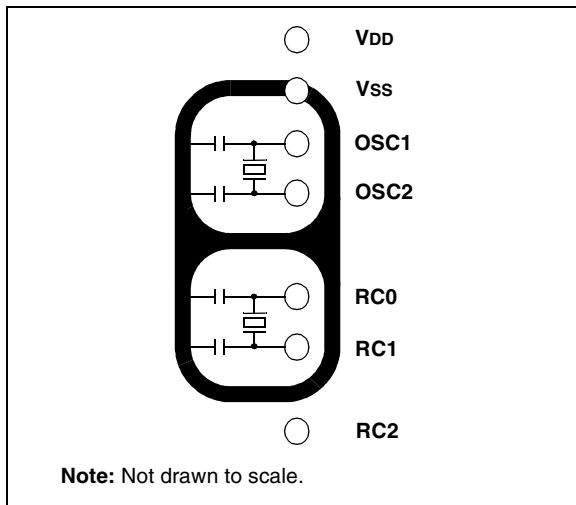 VDD
VSS
OSC1
OSC2
RC0
RC1
RC2
Note: Not drawn to scale.